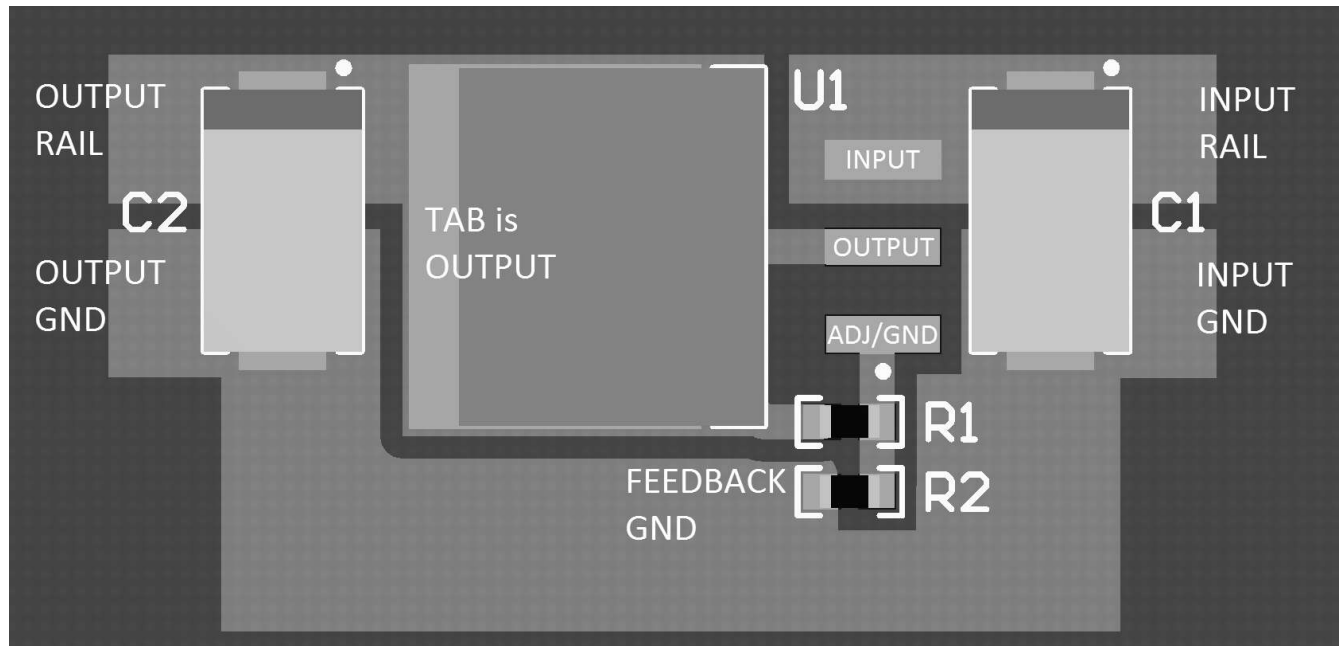 OUTPUT
RAIL
C2
OUTPUT
GND
TAB is
OUTPUT
U1
INPUT
OUTPUT
ADJ/GND
R1
R2
FEEDBACK
GND
INPUT
RAIL
C1
INPUT
GND